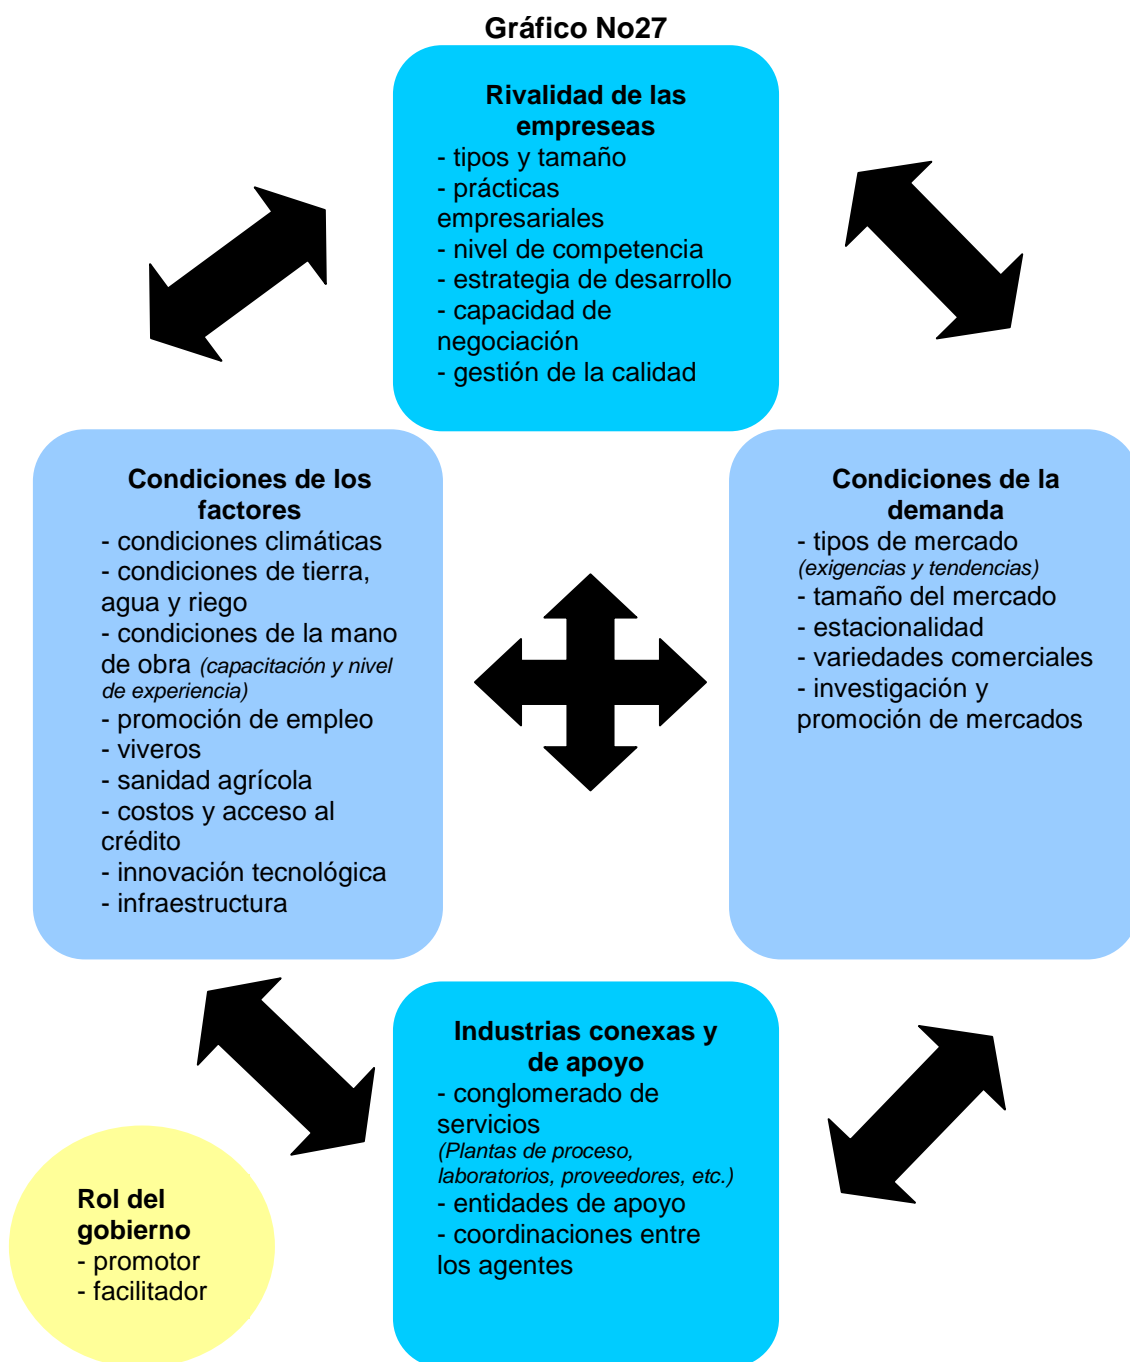 Gráfico No27
Rivalidad de las
empreseas
- tipos y tamaño
- prácticas
empresariales
- nivel de competencia
- estrategia de desarrollo
- capacidad de
negociación
- gestión de la calidad
Condiciones de los
factores
- condiciones climáticas
- condiciones de tierra,
agua y riego
- condiciones de la mano
de obra (capacitación y nivel
de experiencia)
- promoción de empleo
- viveros
- sanidad agrícola
- costos y acceso al
crédito
- innovación tecnológica
- infraestructura
Condiciones de la
demanda
- tipos de mercado
(exigencias y tendencias)
- tamaño del mercado
- estacionalidad
- variedades comerciales
- investigación y
promoción de mercados
Industrias conexas y
de apoyo
- conglomerado de
servicios
(Plantas de proceso,
laboratorios, proveedores, etc.)
- entidades de apoyo
- coordinaciones entre
los agentes
Rol del
gobierno
- promotor
- facilitador